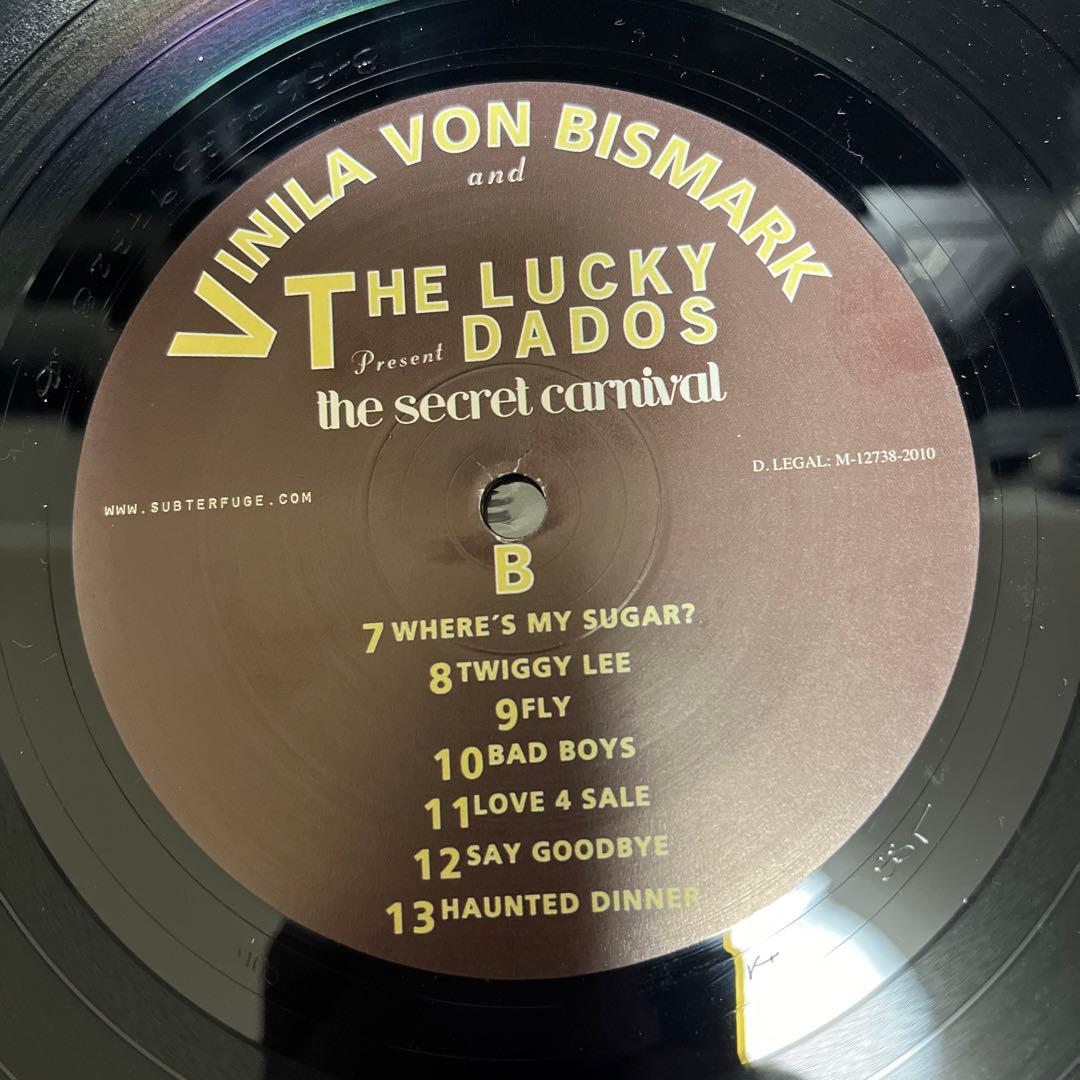 VINILA VON BISMARK
and
THE LUCKY
Present DADOS
the secret carnival
D. LEGAL: M-12738-2010
WWW.SUBTERFUGE.COM
B
7 WHERE´S MY SUGAR?
8 TWIGGY LEE
9 FLY
10 BAD BOYS
11 LOVE 4 SALE
12 SAY GOODBYE
13 HAUNTED DINNER